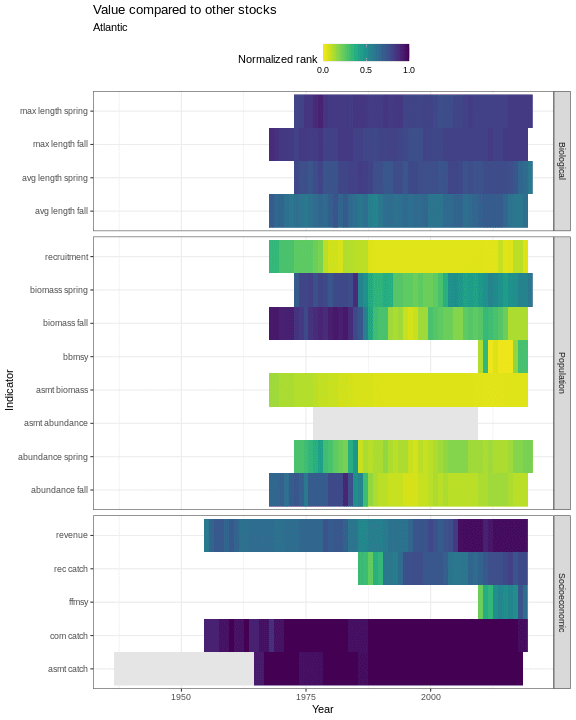 Value compared to other stocks
Atlantic
Normalized rank
0.0 0.5 1.0
max length spring
max length fall
avg length spring
avg length fall
Biological
recruitment
biomass spring
biomass fall
bbmsy
asmt biomass
asmt abundance
abundance spring
abundance fall
Population
revenue
rec catch
ffmsy
com catch
asmt catch
Socioeconomic
Indicator
1950 1975 2000
Year